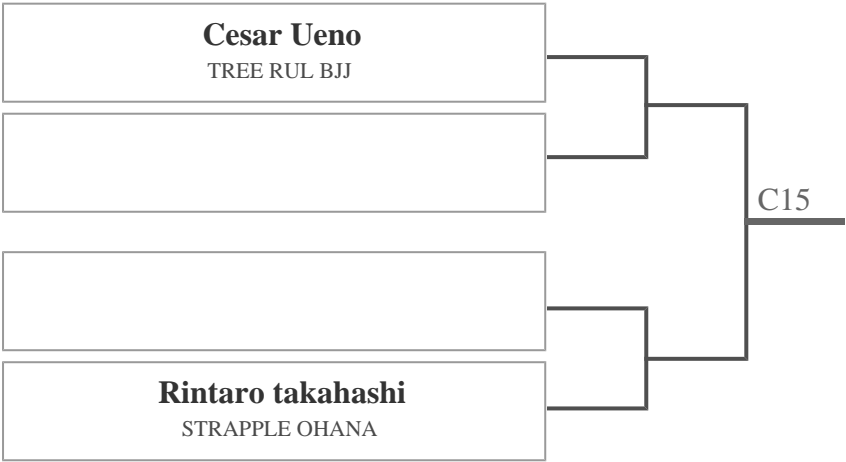 Cesar Ueno
TREE RUL BJJ
C15
Rintaro takahashi
STRAPPLE OHANA